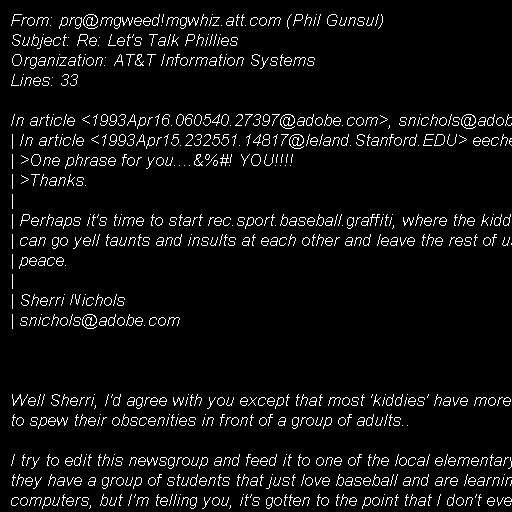 From: prg@mgweed!mgwhiz.att.com (Phil Gunsul)
Subject: Re: Let's Talk Phillies
Organization: AT&T Information Systems
Lines: 33

In article <1993Apr16.060540.27397@adobe.com>, snichols@adob
| In article <1993Apr15.232551.14817@leland.Stanford.EDU> eeche
| >One phrase for you....&%#! YOU!!!!
| >Thanks.
|
| Perhaps it's time to start rec.sport.baseball.graffiti, where the kidd
| can go yell taunts and insults at each other and leave the rest of us
| peace.
|
| Sherri Nichols
| snichols@adobe.com

Well Sherri, I'd agree with you except that most 'kiddies' have more
to spew their obscenities in front of a group of adults..

I try to edit this newsgroup and feed it to one of the local elementary
they have a group of students that just love baseball and are learnin
computers, but I'm telling you, it's gotten to the point that I don't eve